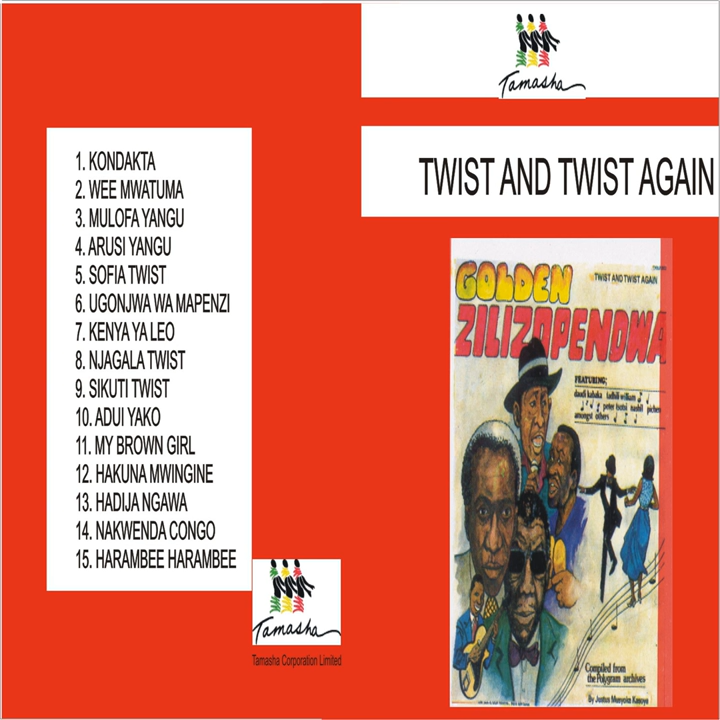 1. KONDAKTA
2. WEE MWATUMA
3. MULOFA YANGU
4. ARUSI YANGU
5. SOFIA TWIST
6. UGONJWA WA MAPENZI
7. KENYA YA LEO
8. NJAGALA TWIST
9. SIKUTI TWIST
10. ADUI YAKO
11. MY BROWN GIRL
12. HAKUNA MWINGINE
13. HADIJA NGAWA
14. NAKWENDA CONGO
15. HARAMBEE HARAMBEE
Tamasha
Tamasha Corporation Limited
Tamasha
TWIST AND TWIST AGAIN
GOLDEN
TWIST AND TWIST AGAIN
ZILIZOPENDWA
FEATURING:
daudi kabaka fadhili william
peter tsotsi nashil pichen
amongst others
Compiled from
the Polygram archives
By Justus Musyoka Kasoya